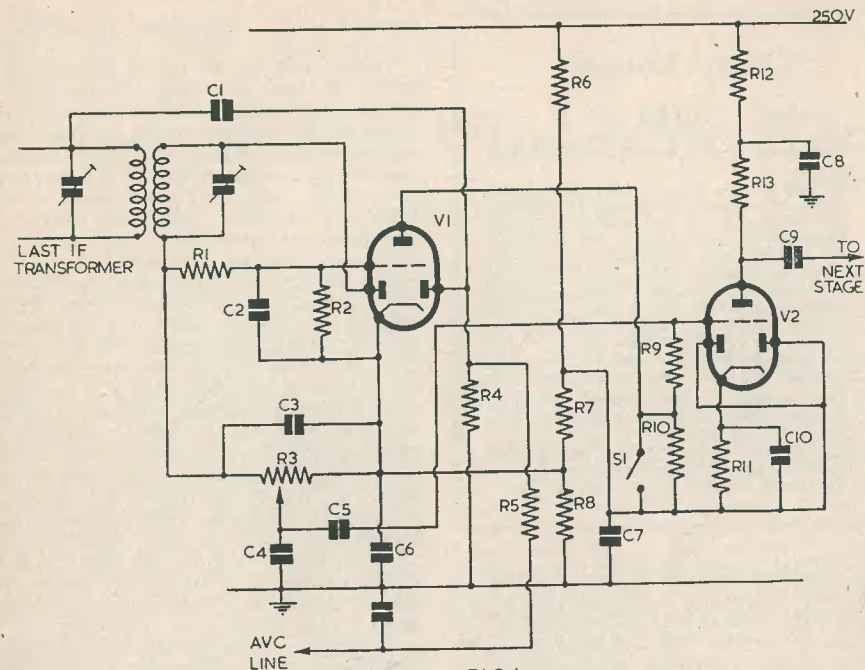 250V
R6
R12
C1
C8
R13
V1
C9
TO
NEXT
STAGE
LAST IF
TRANSFORMER
R1
C2
R2
V2
R9
R4
R7
C3
R10
R3
S1
C10
R11
R5
R8
C5
C4
C6
C7
AVC
LINE